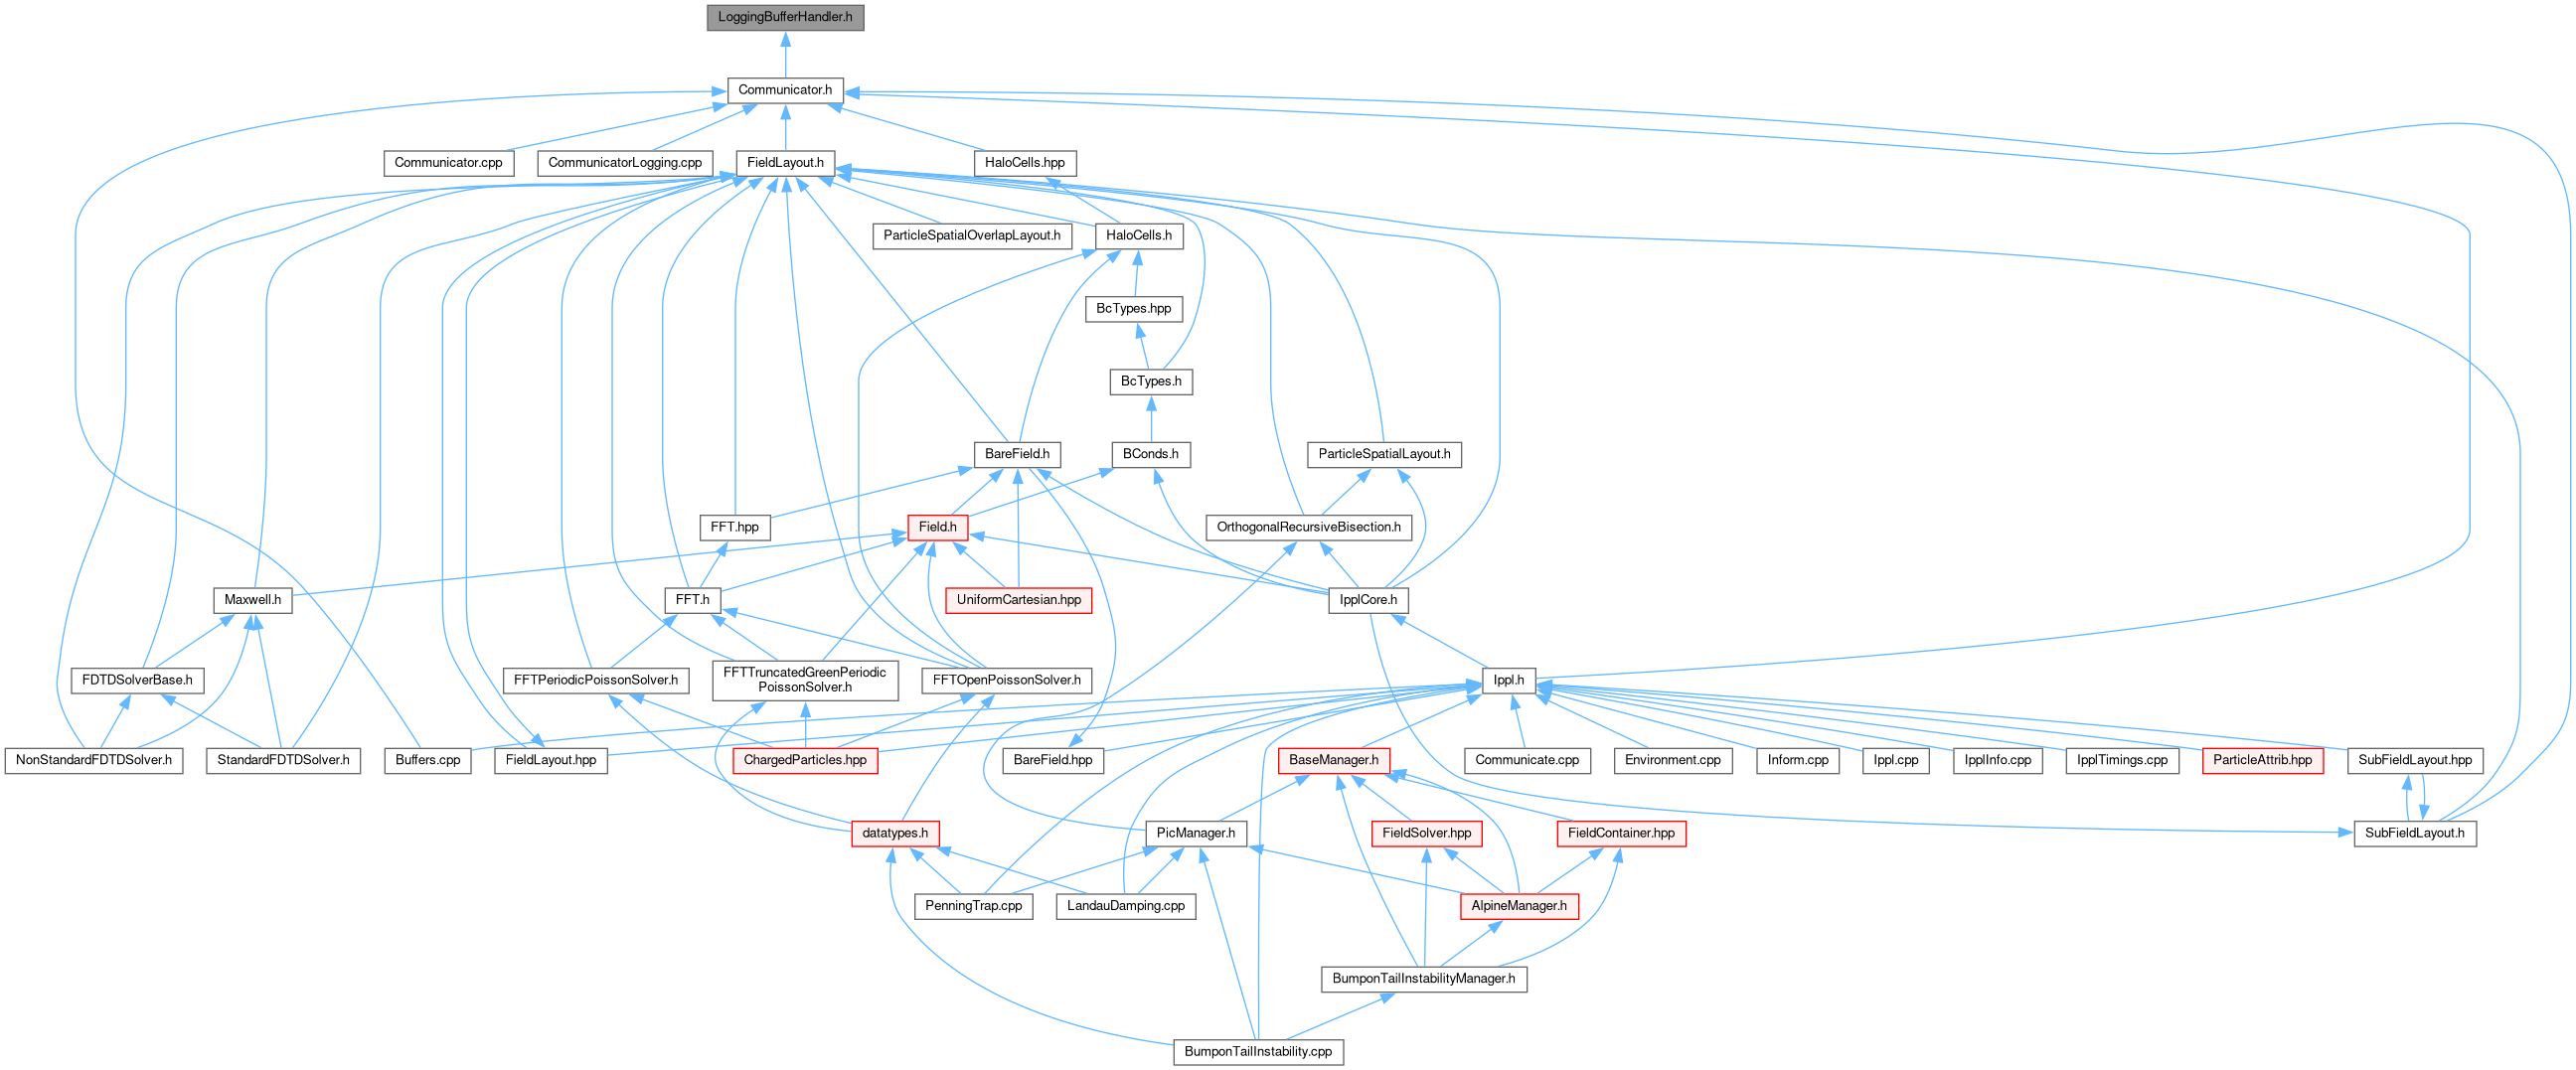 LoggingBufferHandler.h
Communicator.h
Communicator.cpp
CommunicatorLogging.cpp
FieldLayout.h
HaloCells.hpp
ParticleSpatialOverlapLayout.h
HaloCells.h
BcTypes.hpp
BcTypes.h
BareField.h
BConds.h
ParticleSpatialLayout.h
FFT.hpp
Field.h
OrthogonalRecursiveBisection.h
Maxwell.h
FFT.h
UniformCartesian.hpp
IpplCore.h
FDTDSolverBase.h
FFTPeriodicPoissonSolver.h
FFTTruncatedGreenPeriodic
PoissonSolver.h
FFTOpenPoissonSolver.h
Ippl.h
NonStandardFDTDSolver.h
StandardFDTDSolver.h
Buffers.cpp
FieldLayout.hpp
ChargedParticles.hpp
BareField.hpp
BaseManager.h
Communicate.cpp
Environment.cpp
Inform.cpp
Ippl.cpp
IpplInfo.cpp
IpplTimings.cpp
ParticleAttrib.hpp
SubFieldLayout.hpp
datatypes.h
PicManager.h
FieldSolver.hpp
FieldContainer.hpp
SubFieldLayout.h
PenningTrap.cpp
LandauDamping.cpp
AlpineManager.h
BumponTailInstabilityManager.h
BumponTailInstability.cpp